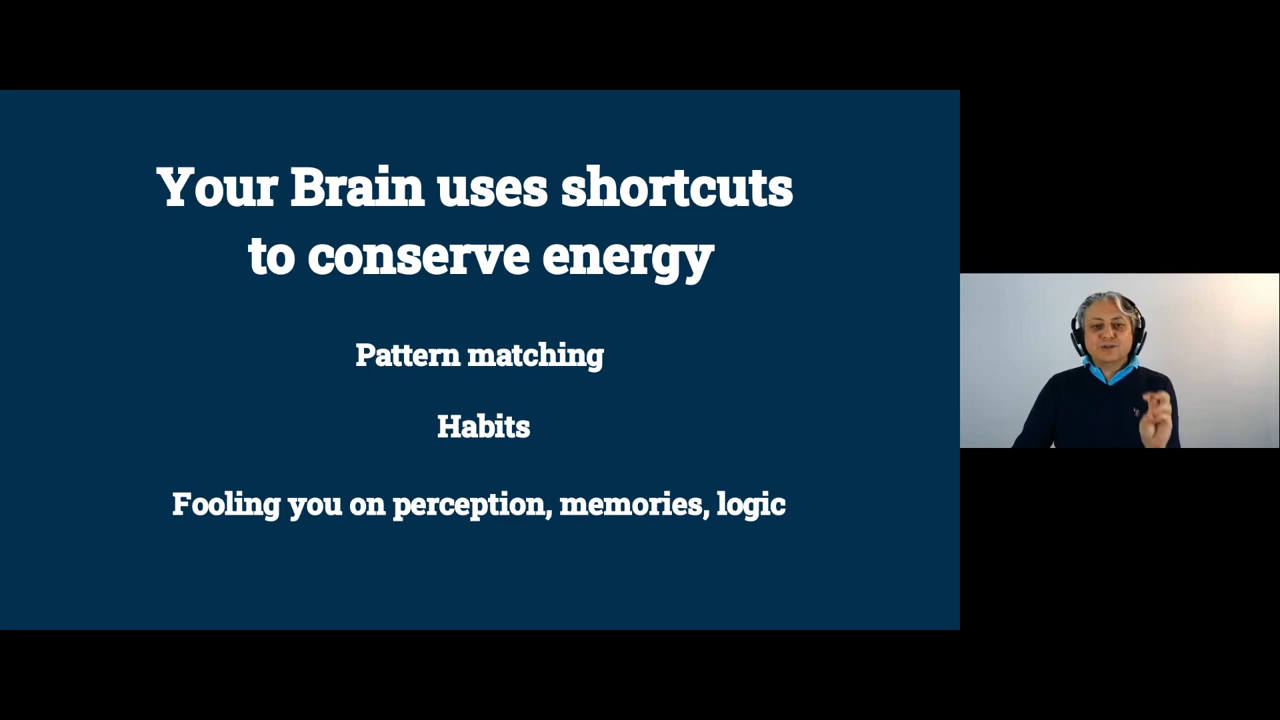 Your Brain uses shortcuts
to conserve energy
Pattern matching
Habits
Fooling you on perception, memories, logic